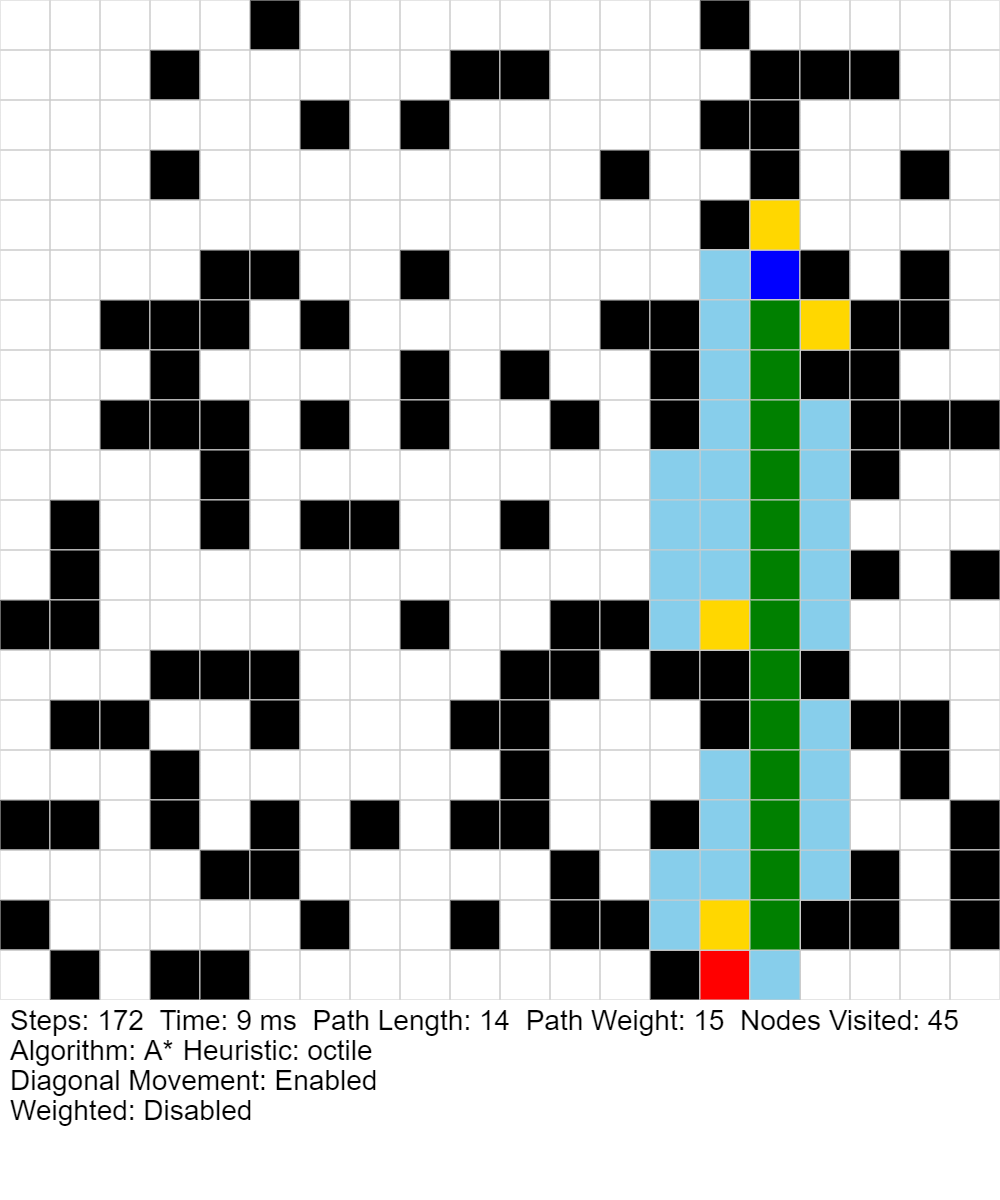 Steps: 172  Time: 9 ms  Path Length: 14  Path Weight: 15  Nodes Visited: 45
Algorithm: A* Heuristic: octile
Diagonal Movement: Enabled
Weighted: Disabled